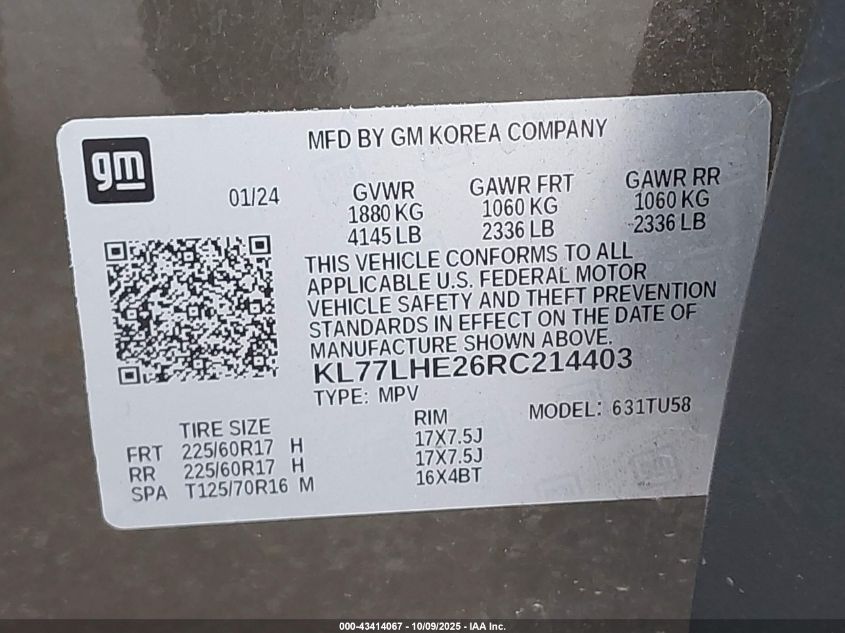 gm
MFD BY GM KOREA COMPANY
01/24
GVWR
1880 KG
4145 LB
GAWR FRT
1060 KG
2336 LB
GAWR RR
1060 KG
2336 LB
THIS VEHICLE CONFORMS TO ALL
APPLICABLE U.S. FEDERAL MOTOR
VEHICLE SAFETY AND THEFT PREVENTION
STANDARDS IN EFFECT ON THE DATE OF
MANUFACTURE SHOWN ABOVE.
KL77LHE26RC214403
TYPE: MPV
MODEL: 631TU58
TIRE SIZE RIM
FRT 225/60R17 H 17X7.5J
RR 225/60R17 H 17X7.5J
SPA T125/70R16 M 16X4BT
gm
000-43414067 - 10/09/2025 - IAA Inc.